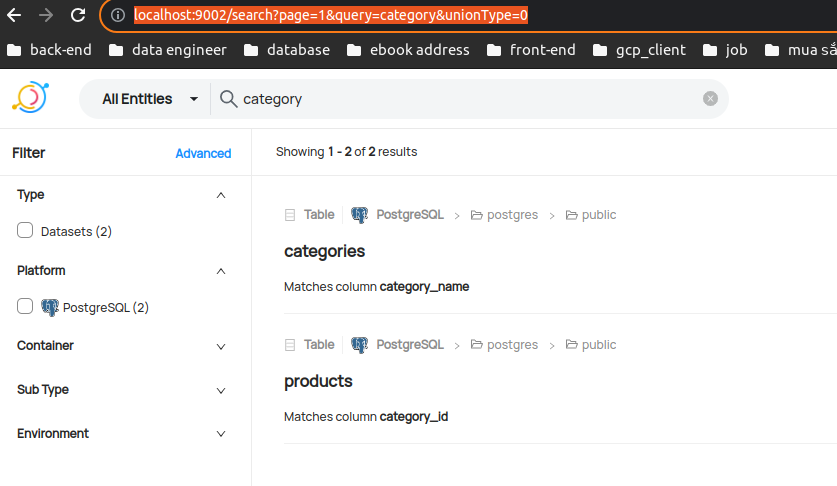 localhost:9002/search?page=1&query=category&unionType=0
back-end data engineer database ebook address front-end gcp_client job mua sắ
All Entities category
Filter Advanced Showing 1 - 2 of 2 results
Type
Datasets (2)
Platform
PostgreSQL (2)
Container
Sub Type
Environment
Table PostgreSQL > postgres > public
categories
Matches column category_name
Table PostgreSQL > postgres > public
products
Matches column category_id